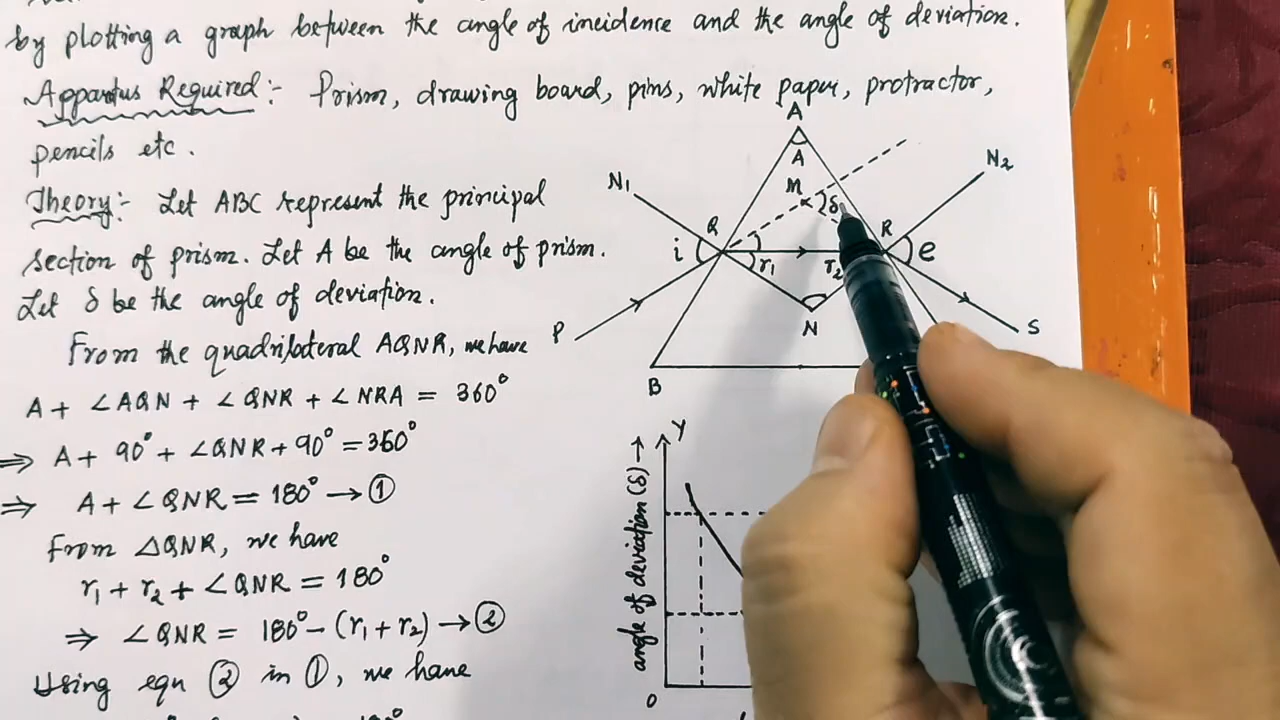 by plotting a graph between the angle of incidence and the angle of deviation.
Apparatus Required:- Prism, drawing board, pins, white paper, protractor,
pencils etc.
Theory:- Let ABC represent the principal
section of prism. Let A be the angle of prism.
Let δ be the angle of deviation.
From the quadrilateral AQNR, we have
A + ∠AQN + ∠QNR + ∠NRA = 360°
⇒ A + 90° + ∠QNR + 90° = 360°
⇒ A + ∠QNR = 180° → ①
From △QNR, we have
r₁ + r₂ + ∠QNR = 180°
⇒ ∠QNR = 180° - (r₁ + r₂) → ②
Using eqn ② in ①, we have
A
A
N₁
M
δ
N₂
Q
R
i
r₁
r₂
e
P
N
S
B
Y
angle of deviation (δ) →
O